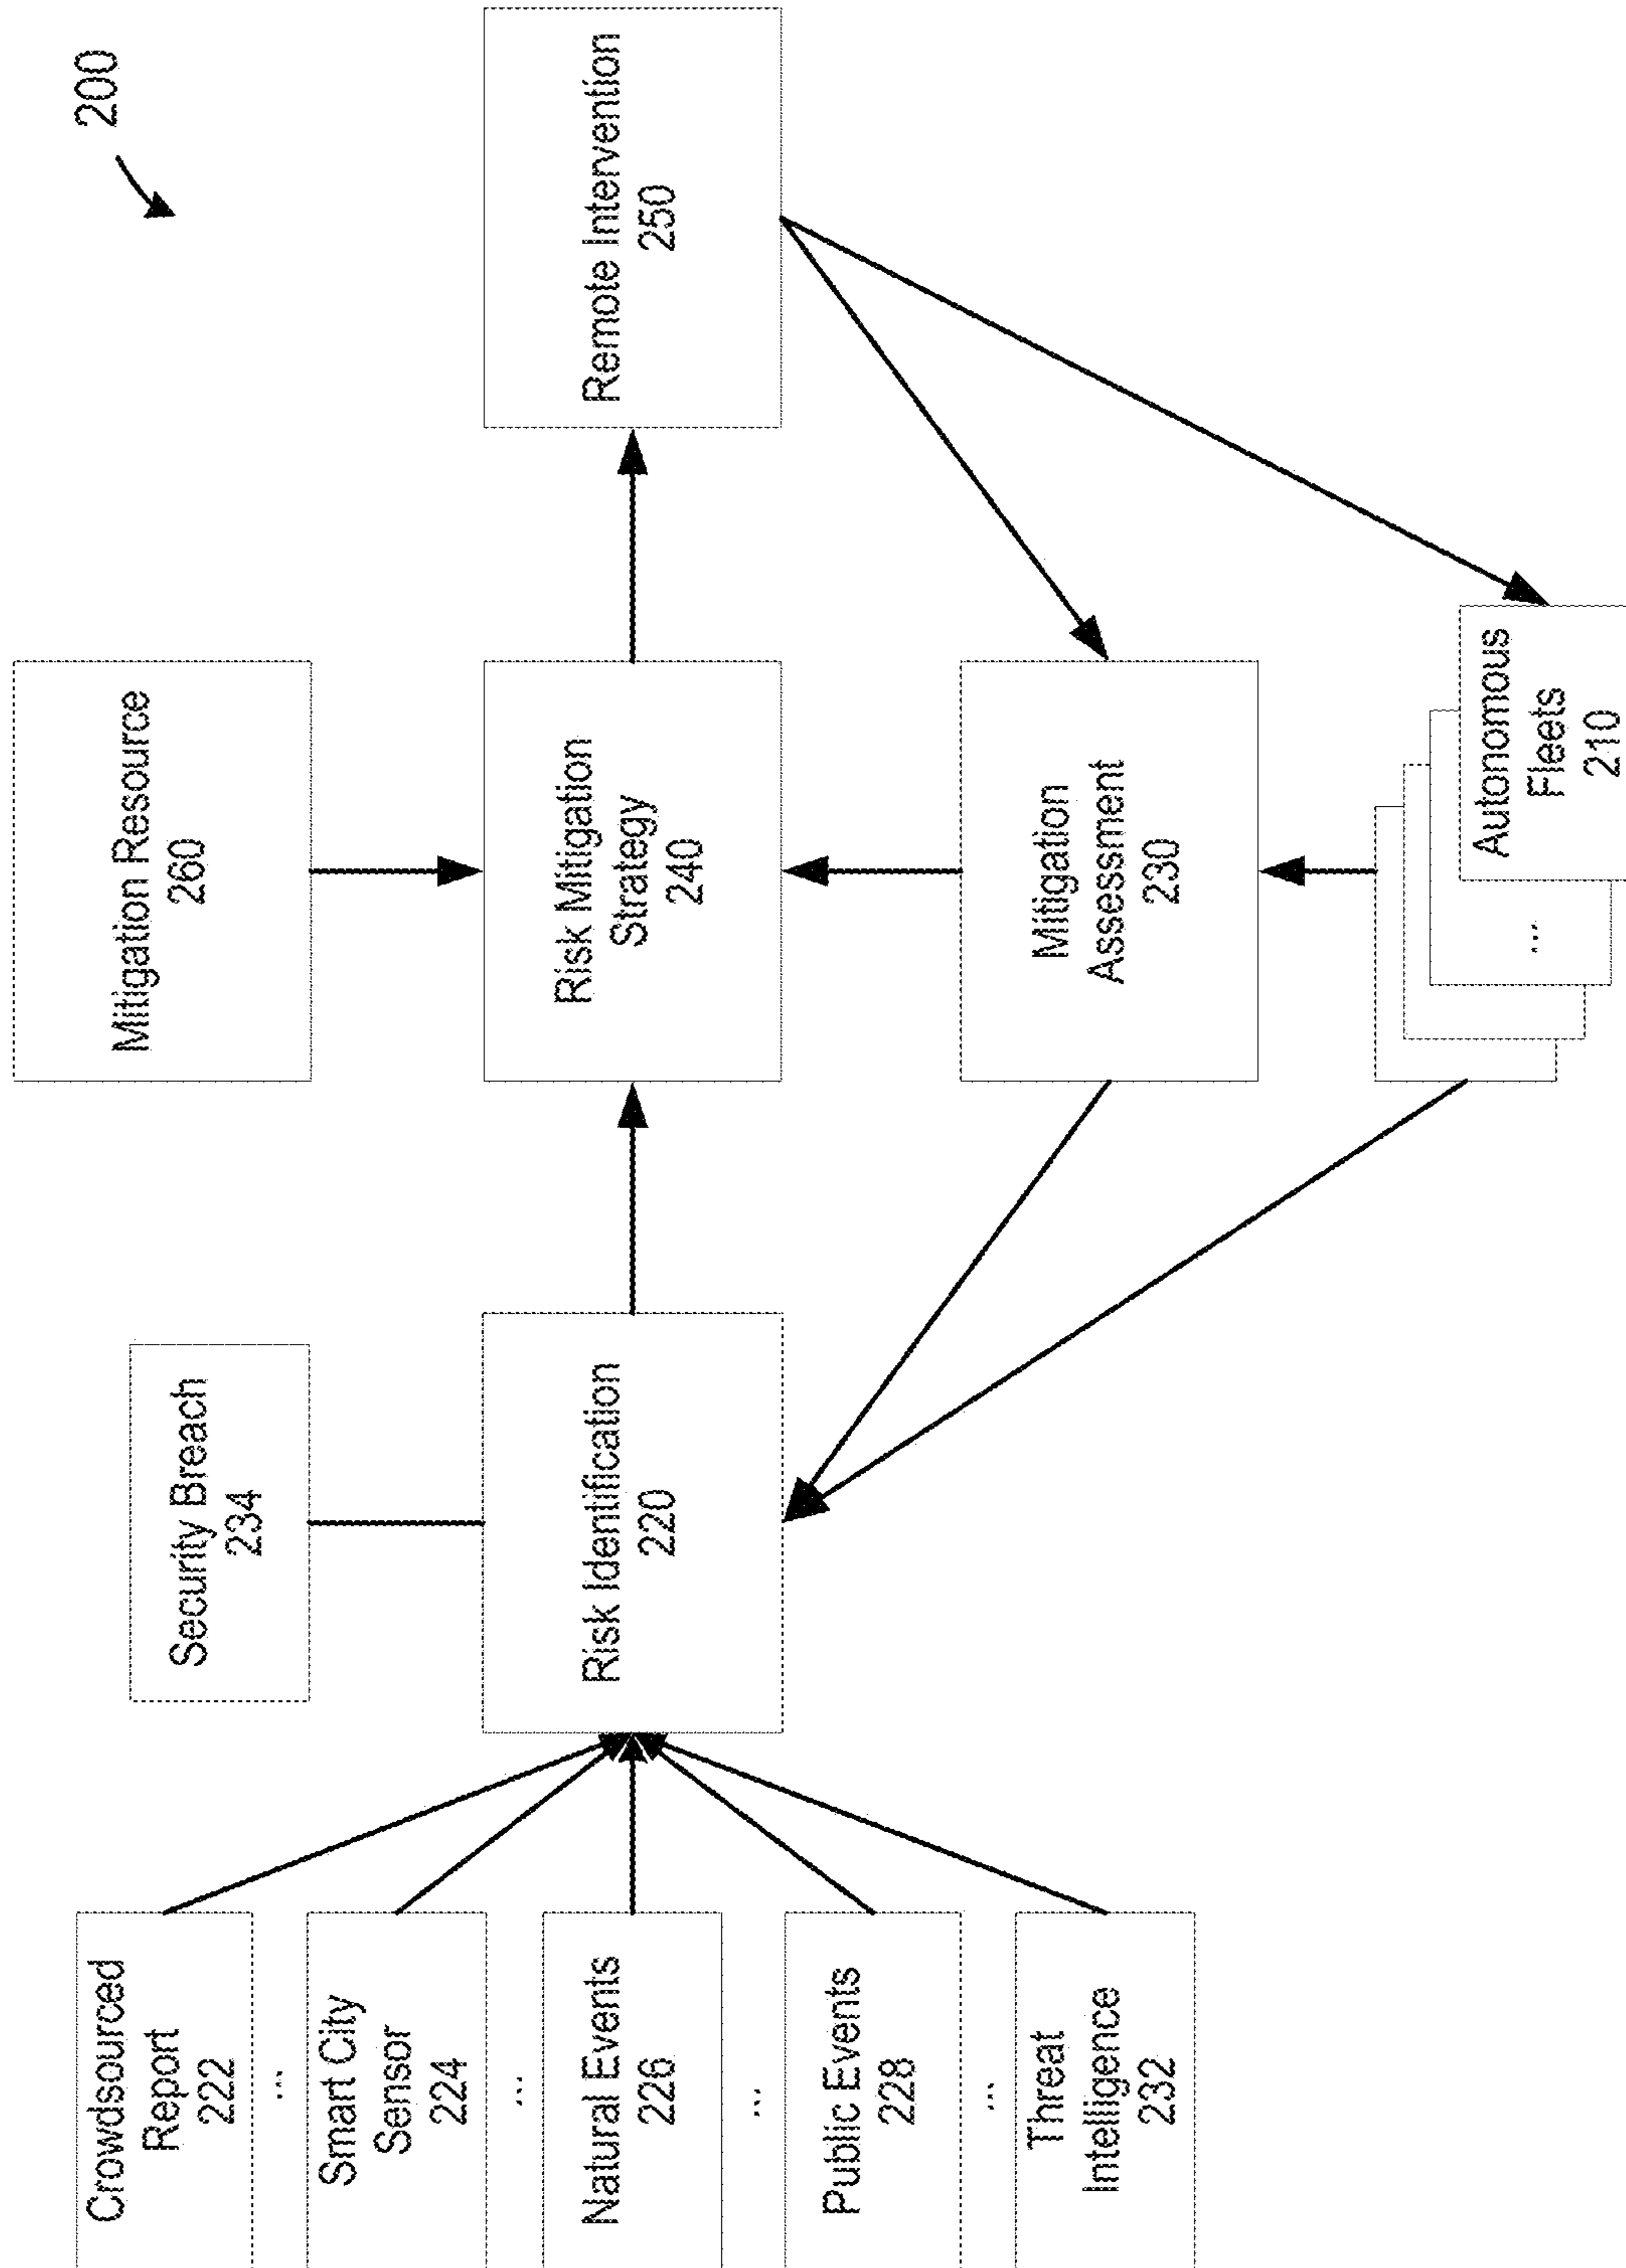 200
Mitigation Resource
260
Security Breach
234
Crowdsourced
Report
222
...
Smart City
Sensor
224
...
Natural Events
226
...
Public Events
228
...
Threat
Intelligence
232
Risk Identification
220
Risk Mitigation
Strategy
240
Remote Intervention
250
Mitigation
Assessment
230
...
Autonomous
Fleets
210